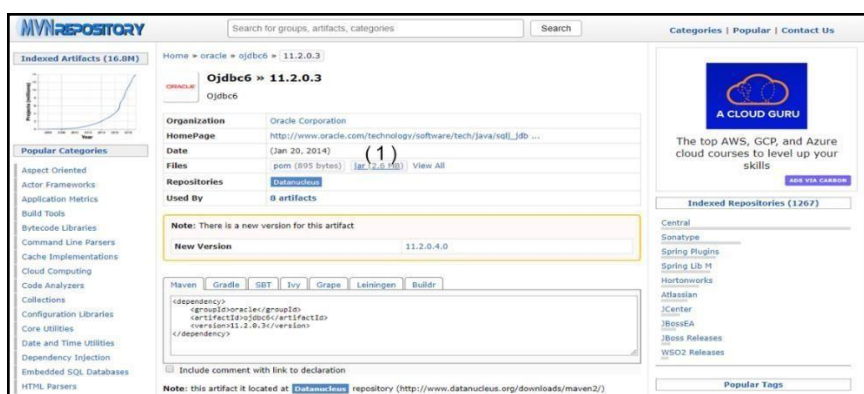 MVNREPOSITORY
Search for groups, artifacts, categories
Search
Categories | Popular | Contact Us
Indexed Artifacts (16.8M)
Projects (millions)
Year
Popular Categories
Aspect Oriented
Actor Frameworks
Application Metrics
Build Tools
Bytecode Libraries
Command Line Parsers
Cache Implementations
Cloud Computing
Code Analyzers
Collections
Configuration Libraries
Core Utilities
Date and Time Utilities
Dependency Injection
Embedded SQL Databases
HTML Parsers
Home » oracle » ojdbc6 » 11.2.0.3
ORACLE
Ojdbc6 » 11.2.0.3
Ojdbc6
Organization Oracle Corporation
HomePage http://www.oracle.com/technology/software/tech/java/sqlj_jdb ...
Date (Jan 20, 2014)
(1)
Files pom (895 bytes) jar (2.6 MB) View All
Repositories Datanucleus
Used By 8 artifacts
Note: There is a new version for this artifact
New Version 11.2.0.4.0
Maven Gradle SBT Ivy Grape Leiningen Buildr
<dependency>
<groupId>oracle</groupId>
<artifactId>ojdbc6</artifactId>
<version>11.2.0.3</version>
</dependency>
Include comment with link to declaration
Note: this artifact it located at Datanucleus repository (http://www.datanucleus.org/downloads/maven2/)
A CLOUD GURU
The top AWS, GCP, and Azure
cloud courses to level up your
skills
ADS VIA CARBON
Indexed Repositories (1267)
Central
Sonatype
Spring Plugins
Spring Lib M
Hortonworks
Atlassian
JCenter
JBossEA
JBoss Releases
WSO2 Releases
Popular Tags